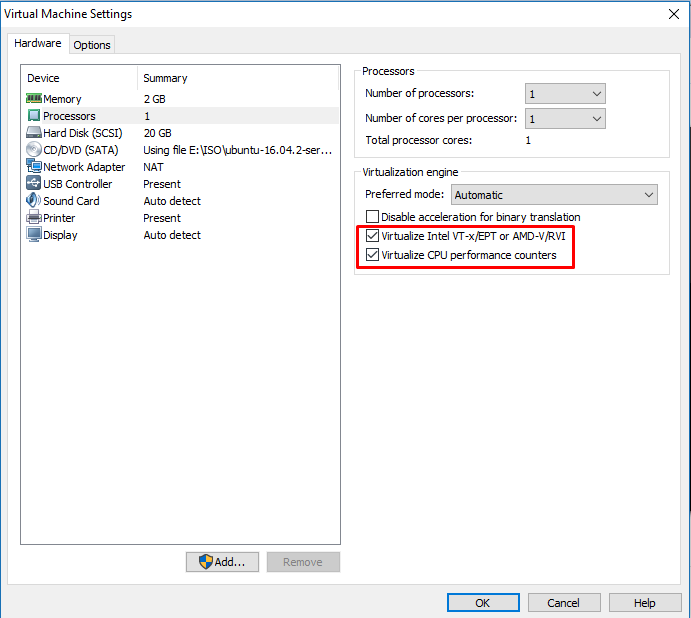 Virtual Machine Settings
Hardware Options
Device Summary
Memory 2 GB
Processors 1
Hard Disk (SCSI) 20 GB
CD/DVD (SATA) Using file E:\ISO\ubuntu-16.04.2-ser...
Network Adapter NAT
USB Controller Present
Sound Card Auto detect
Printer Present
Display Auto detect
Add... Remove
Processors
Number of processors: 1
Number of cores per processor: 1
Total processor cores: 1
Virtualization engine
Preferred mode: Automatic
Disable acceleration for binary translation
Virtualize Intel VT-x/EPT or AMD-V/RVI
Virtualize CPU performance counters
OK Cancel Help